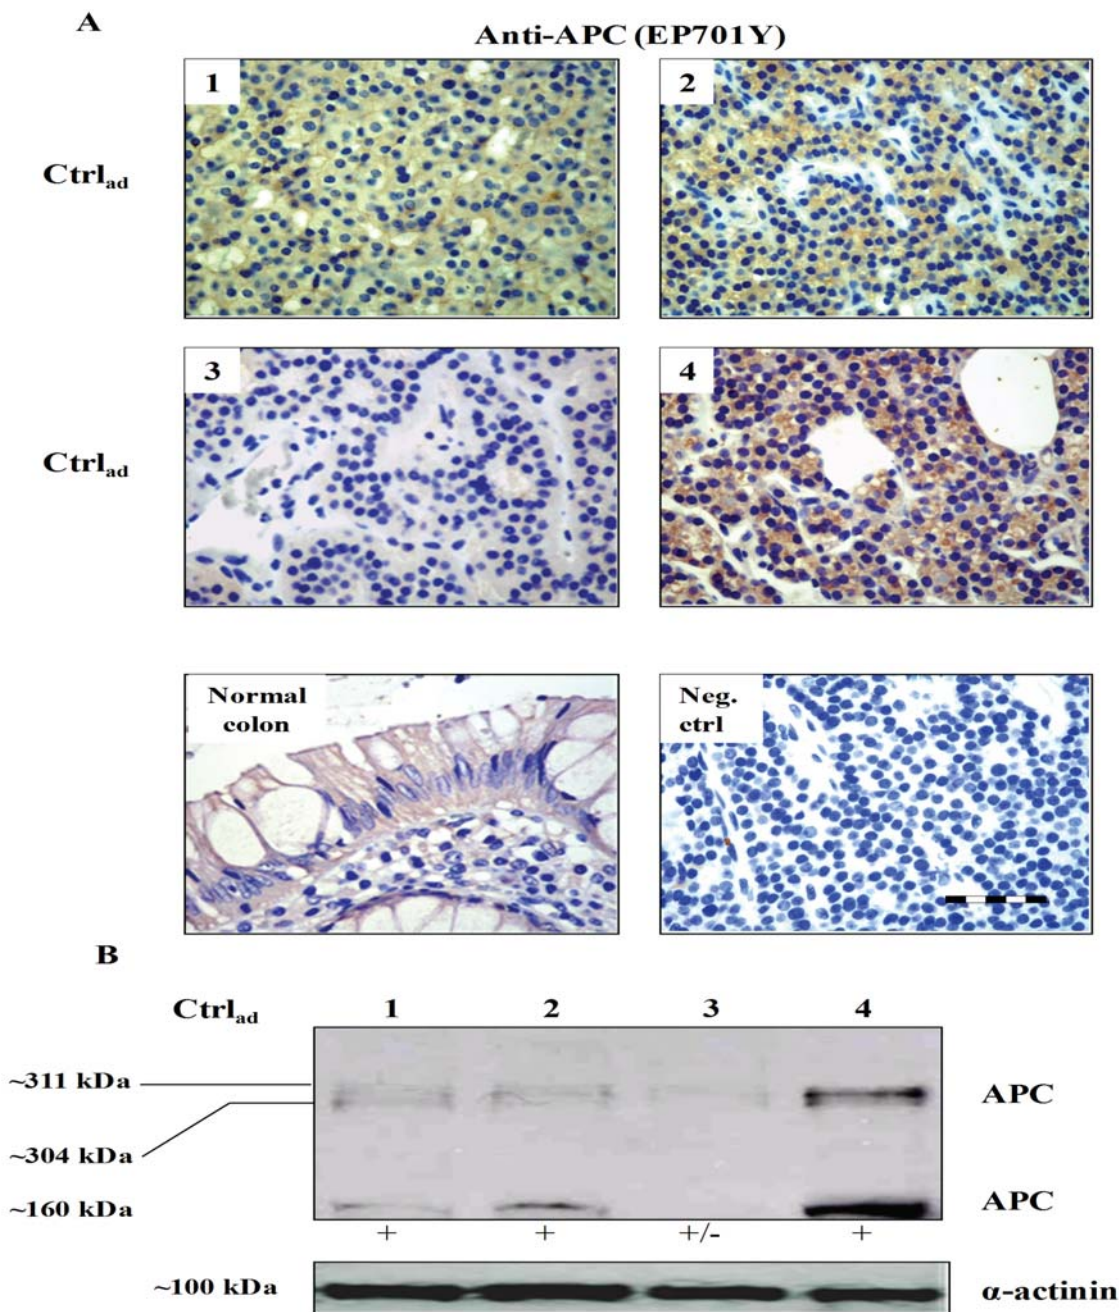 A
Anti-APC (EP701Y)
1
2
Ctrlad
3
4
Ctrlad
Normal
colon
Neg.
ctrl
B
Ctrlad
1 2 3 4
~311 kDa
APC
~304 kDa
~160 kDa
APC
+ + +/- +
~100 kDa
α-actinin